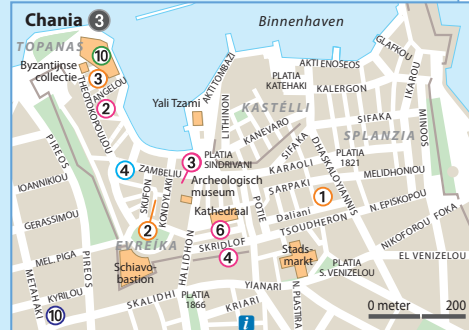 Chania 3
Binnenhaven
TOPANAS
10
Byzantijnse
collectie
3
ANGELOU
2
THEOTOKOPOULOU
Yali Tzami
AKTI TOMBAZI
LITHINON
AKTI ENOSEOS
GLAFKOU
PLATIA
KATEHAKI
KALERGON
IKAROU
KASTÉLLI
KANEVARO
SIFAKA
SIFAKA
MINOOS
SPLANZIA
PIREOS
4
ZAMBELIU
3
PLATIA
SINDRIVANI
KARAOLI
PLATIA
1821
DHASKALOYIANNIS
MELIDHONIOU
IOANNIKIOU
SKUFON
KONDYLAKI
Archeologisch
museum
SARPAKI
1
N. EPISKOPOU
GERASSIMOU
Kathedraal
POTIE
Daliani
TSOUDHERON
NIKOFOROU FOKA
2
6
EVREÏKA
SKRIDLOF
4
HALIDHON
MEL. PIGA
PIREOS
Schiavo-
bastion
Stads-
markt
PLATIA
S. VENIZELOU
EL VENIZELOU
METAHAKI
KYRILOU
SKALIDHI
PLATIA
1866
YIANARI
KRIARI
N. PLASTIRA
10
i
0 meter 200